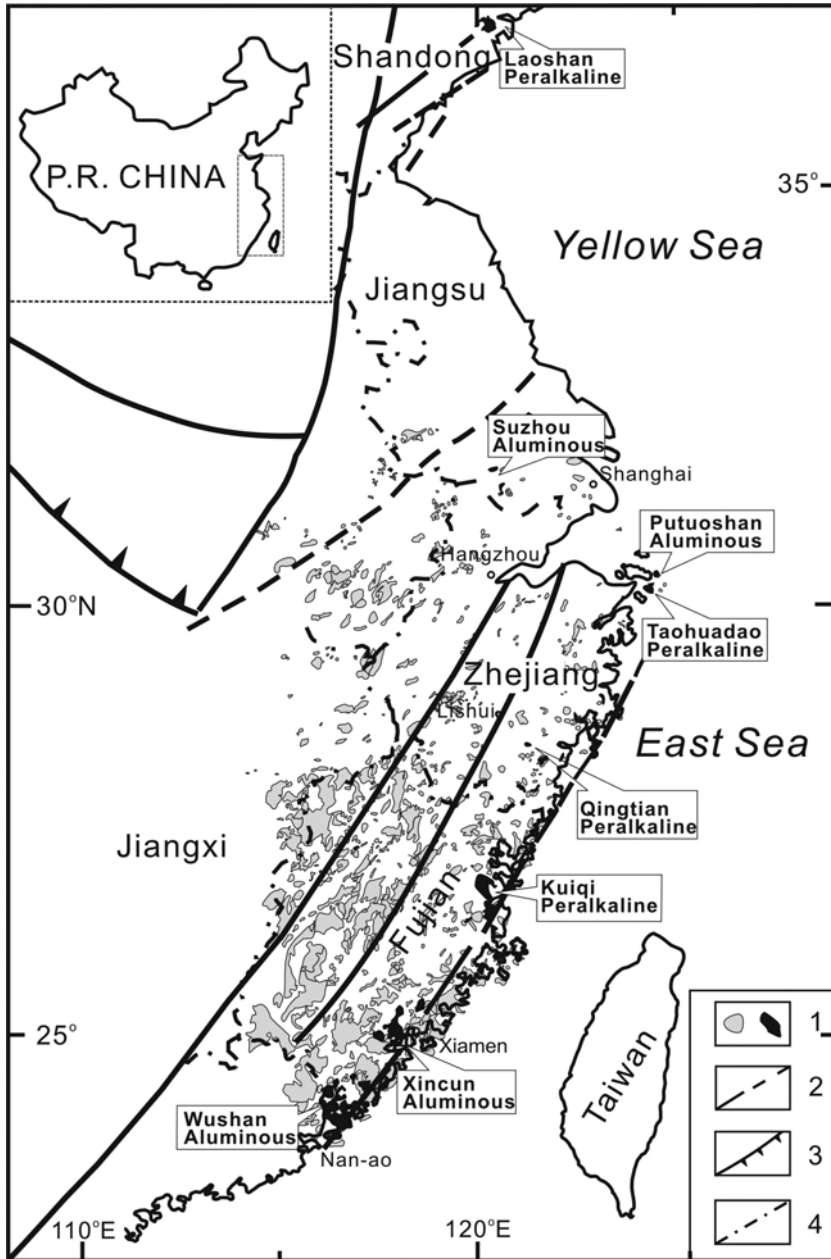 Shandong
Laoshan
Peralkaline
P.R. CHINA
35°
Yellow Sea
Jiangsu
Suzhou
Aluminous
Shanghai
Putuoshan
Aluminous
Hangzhou
30°N
Taohuadao
Peralkaline
Zhejiang
Lishui
East Sea
Qingtian
Peralkaline
Jiangxi
Kuiqi
Peralkaline
Fujian
25°
Xiamen
Xincun
Aluminous
Wushan
Aluminous
Nan-ao
Taiwan
1
2
3
4
110°E
120°E